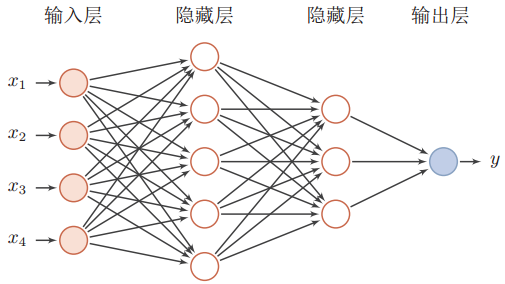 输入层 隐藏层 隐藏层 输出层
x₁
x₂
y
x₃
x₄